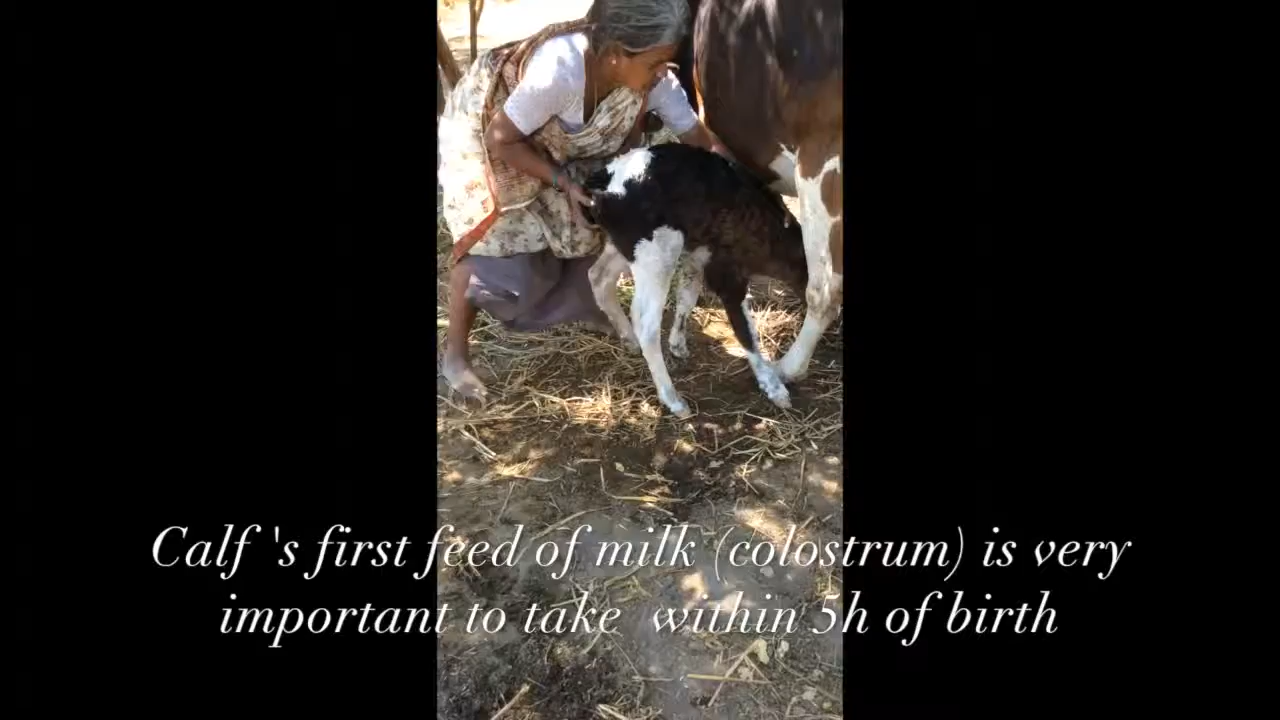 Calf 's first feed of milk (colostrum) is very
important to take within 5h of birth